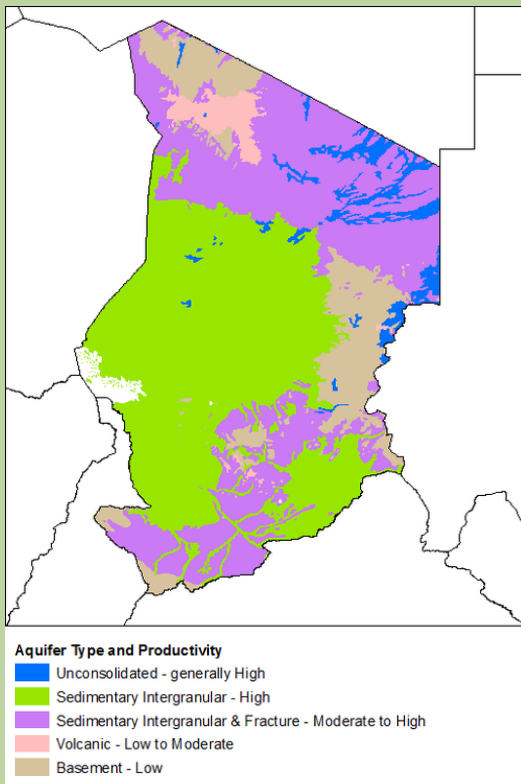 Aquifer Type and Productivity
Unconsolidated - generally High
Sedimentary Intergranular - High
Sedimentary Intergranular & Fracture - Moderate to High
Volcanic - Low to Moderate
Basement - Low